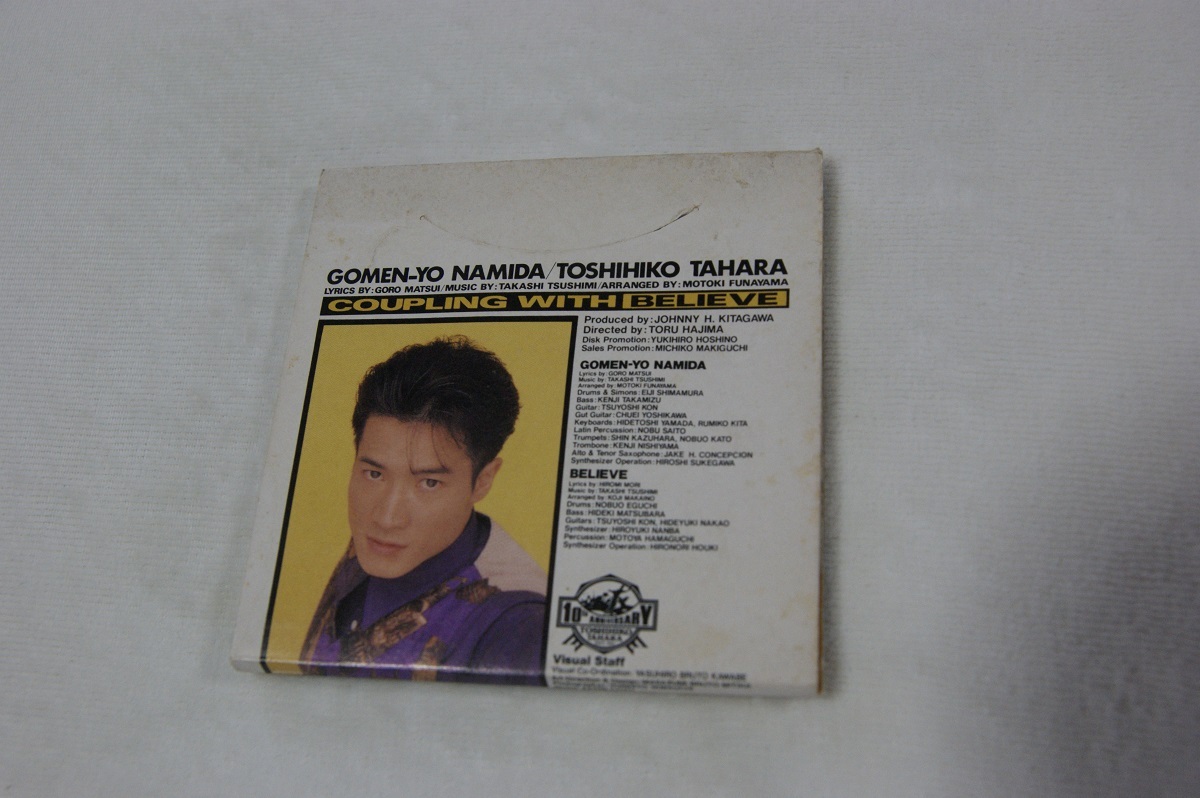 GOMEN-YO NAMIDA/TOSHIHIKO TAHARA
LYRICS BY:GORO MATSUI/MUSIC BY:TAKASHI TSUSHIMI/ARRANGED BY:MOTOKI FUNAYAMA
COUPLING WITH BELIEVE
Produced by:JOHNNY H. KITAGAWA
Directed by:TORU HAJIMA
Disk Promotion:YUKIHIRO HOSHINO
Sales Promotion:MICHIKO MAKIGUCHI
GOMEN-YO NAMIDA
Lyrics by:GORO MATSUI
Music by:TAKASHI TSUSHIMI
Arranged by:MOTOKI FUNAYAMA
Drums & Simons:EIJI SHIMAMURA
Bass:KENJI TAKAMIZU
Guitar:TSUYOSHI KON
Gut Guitar:CHUEI YOSHIKAWA
Keyboards:HIDETOSHI YAMADA, RUMIKO KITA
Latin Percussion:NOBU SAITO
Trumpets:SHIN KAZUHARA, NOBUO KATO
Trombone:KENJI NISHIYAMA
Alto & Tenor Saxophone:JAKE H. CONCEPCION
Synthesizer Operation:HIROSHI SUKEGAWA
BELIEVE
Lyrics by:HIROMI MORI
Music by:TAKASHI TSUSHIMI
Arranged by:KOJI MAKAINO
Drums:NOBUO EGUCHI
Bass:HIDEKI MATSUBARA
Guitars:TSUYOSHI KON, HIDEYUKI NAKAO
Synthesizer:HIROYUKI NANBA
Percussion:MOTOYA HAMAGUCHI
Synthesizer Operation:HIRONORI HOUKI
10TH ANNIVERSARY
TOSHIHIKO
TAHARA
Visual Staff
Visual Co-Ordination:YASUHIRO BRUTO KAWABE